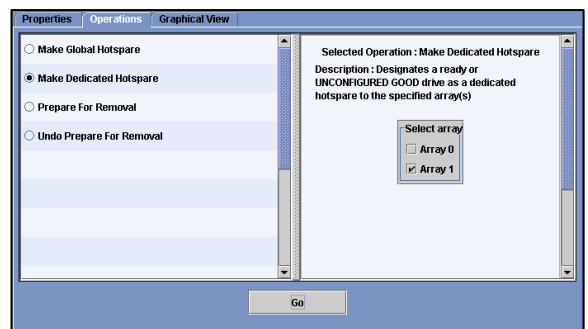 Properties Operations Graphical View
Make Global Hotspare
Make Dedicated Hotspare
Prepare For Removal
Undo Prepare For Removal
Selected Operation : Make Dedicated Hotspare
Description : Designates a ready or
UNCONFIGURED GOOD drive as a dedicated
hotspare to the specified array(s)
Select array
Array 0
Array 1
Go